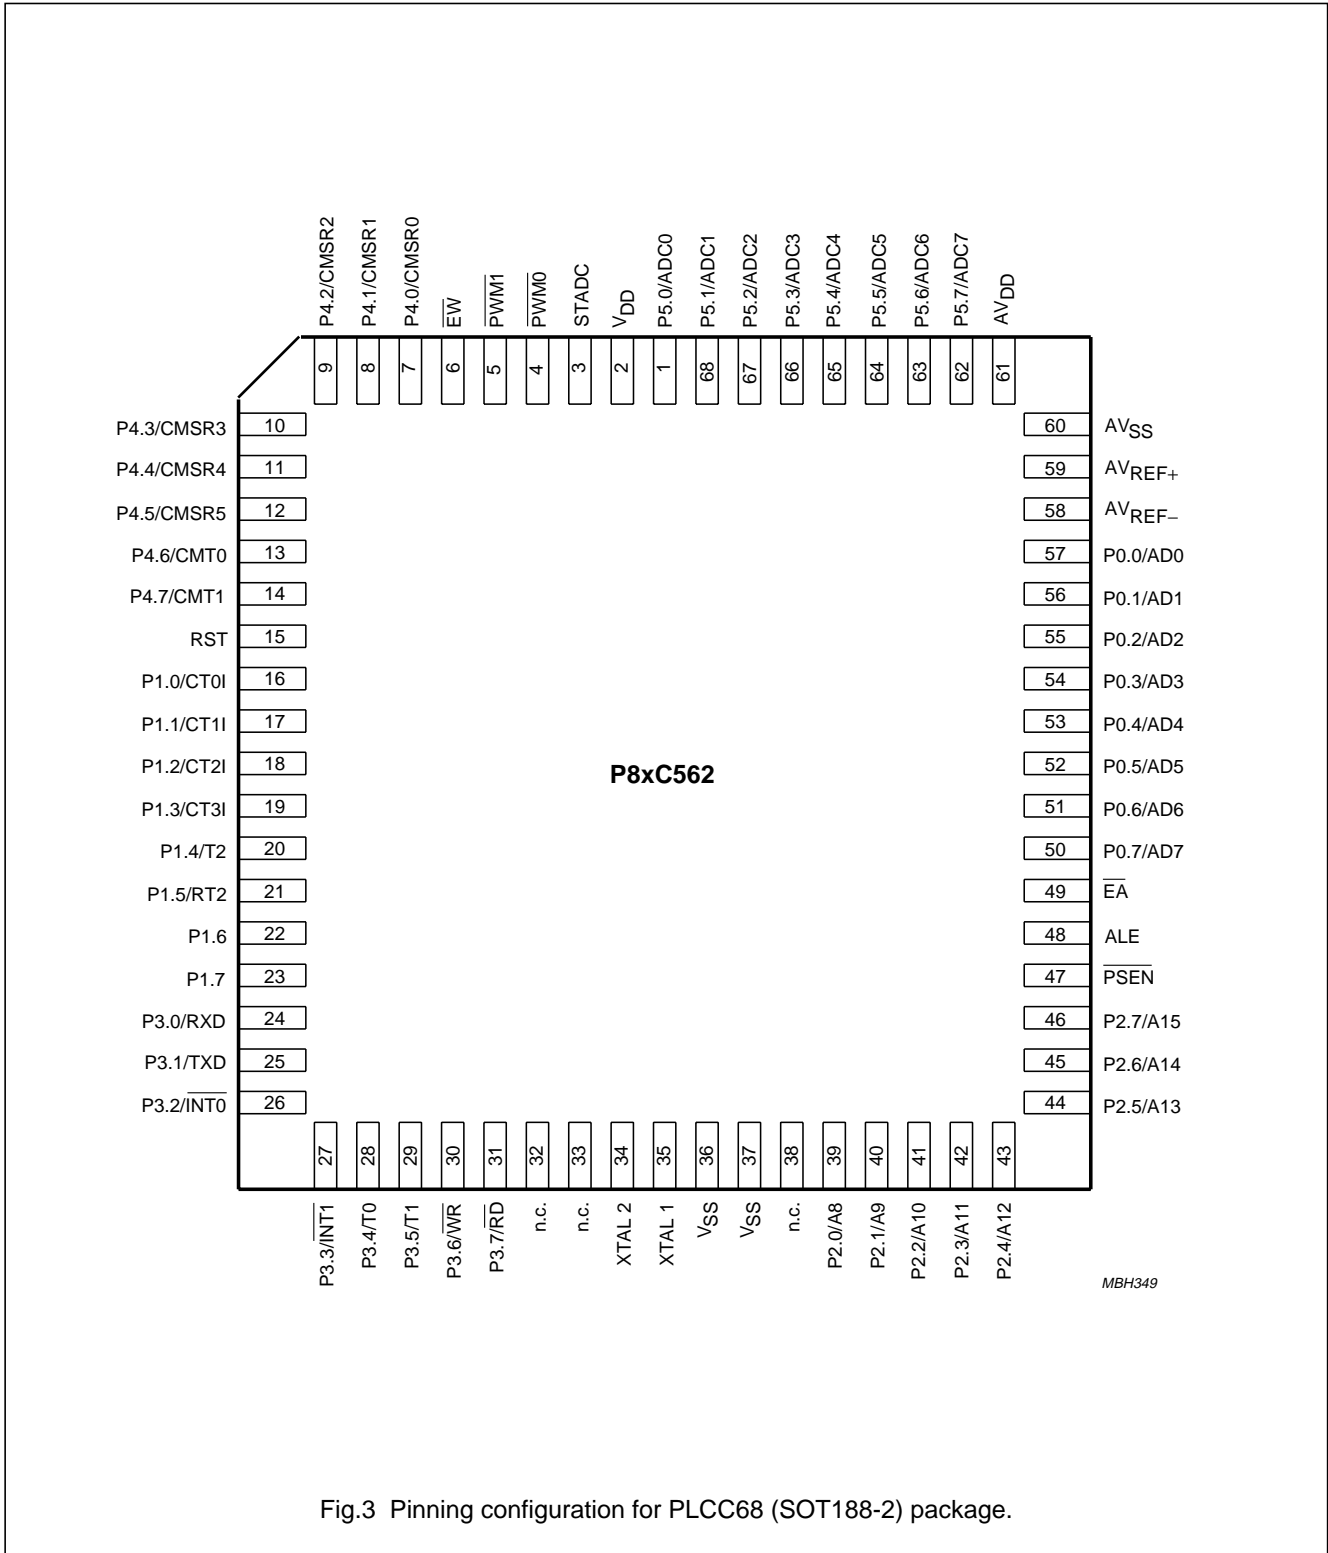 P4.2/CMSR2
P4.1/CMSR1
P4.0/CMSR0
E̅W̅
P̅W̅M̅1̅
P̅W̅M̅0̅
STADC
VDD
P5.0/ADC0
P5.1/ADC1
P5.2/ADC2
P5.3/ADC3
P5.4/ADC4
P5.5/ADC5
P5.6/ADC6
P5.7/ADC7
AVDD
9
8
7
6
5
4
3
2
1
68
67
66
65
64
63
62
61
P4.3/CMSR3 10
P4.4/CMSR4 11
P4.5/CMSR5 12
P4.6/CMT0 13
P4.7/CMT1 14
RST 15
P1.0/CT0I 16
P1.1/CT1I 17
P1.2/CT2I 18
P1.3/CT3I 19
P1.4/T2 20
P1.5/RT2 21
P1.6 22
P1.7 23
P3.0/RXD 24
P3.1/TXD 25
P3.2/I̅N̅T̅0̅ 26
P8xC562
60 AVSS
59 AVREF+
58 AVREF−
57 P0.0/AD0
56 P0.1/AD1
55 P0.2/AD2
54 P0.3/AD3
53 P0.4/AD4
52 P0.5/AD5
51 P0.6/AD6
50 P0.7/AD7
49 E̅A̅
48 ALE
47 P̅S̅E̅N̅
46 P2.7/A15
45 P2.6/A14
44 P2.5/A13
27
28
29
30
31
32
33
34
35
36
37
38
39
40
41
42
43
P3.3/I̅N̅T̅1̅
P3.4/T0
P3.5/T1
P3.6/W̅R̅
P3.7/R̅D̅
n.c.
n.c.
XTAL 2
XTAL 1
VSS
VSS
n.c.
P2.0/A8
P2.1/A9
P2.2/A10
P2.3/A11
P2.4/A12
MBH349
Fig.3 Pinning configuration for PLCC68 (SOT188-2) package.